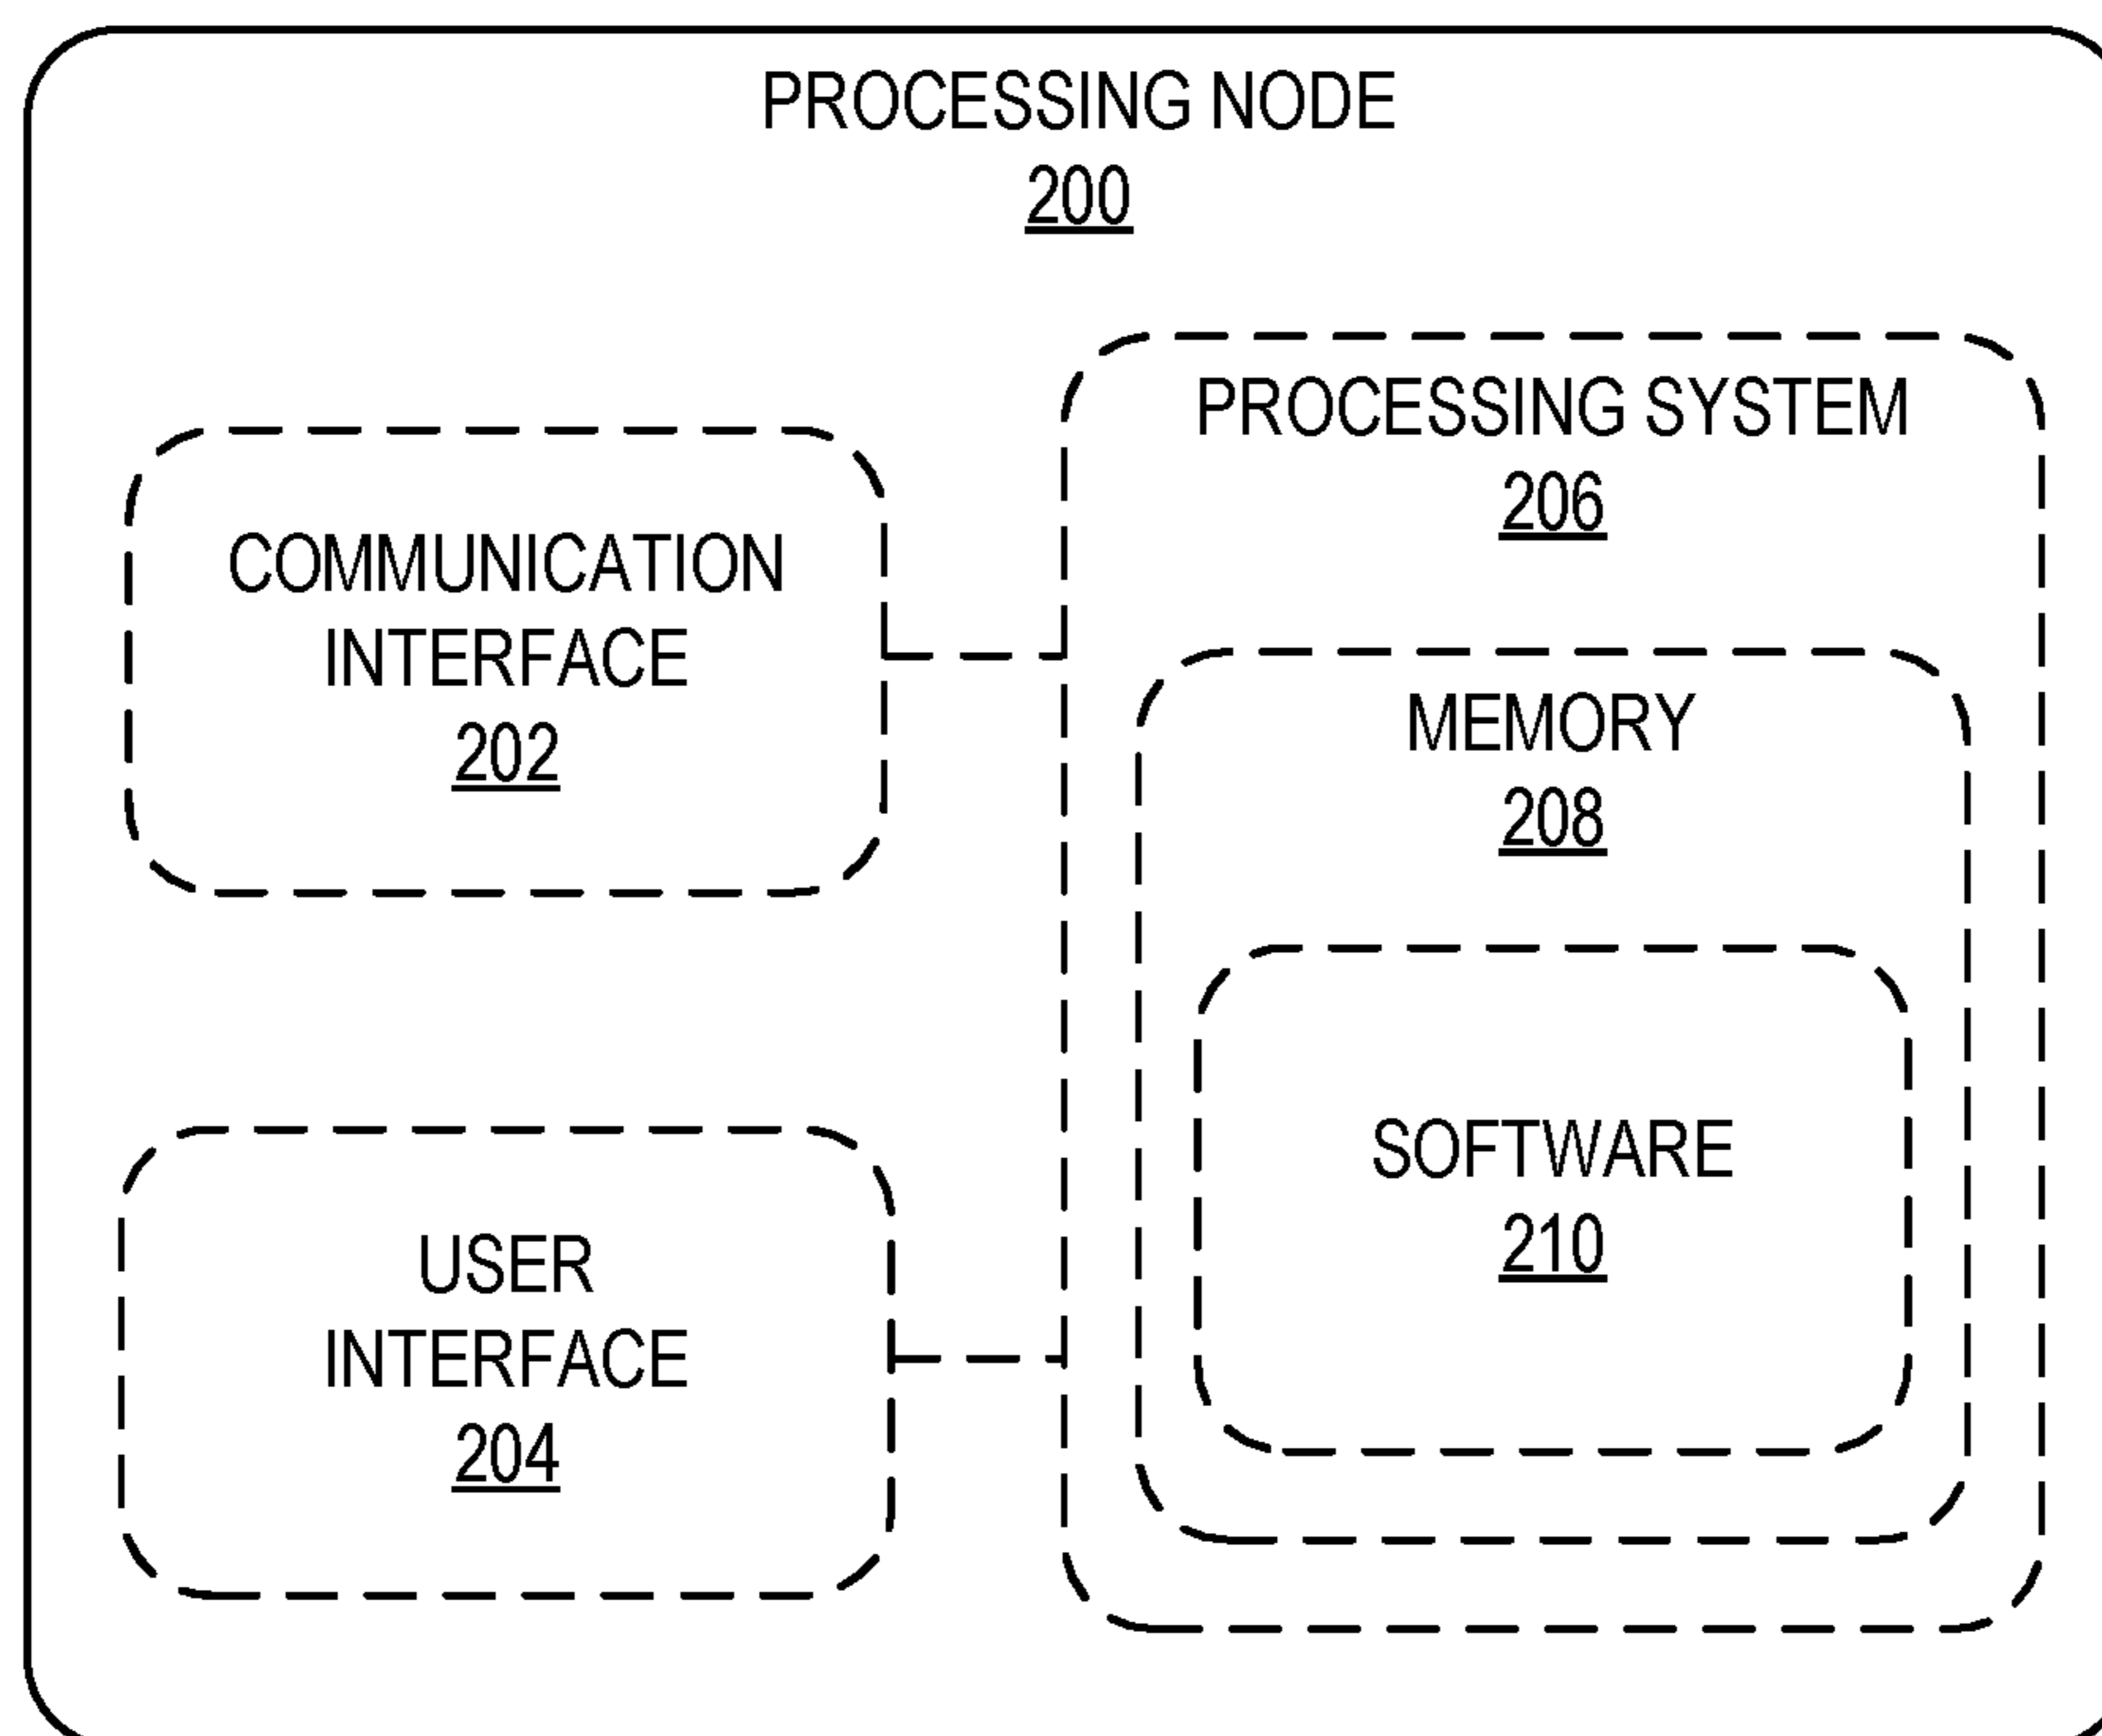 PROCESSING NODE
200
PROCESSING SYSTEM
206
COMMUNICATION
INTERFACE
202
MEMORY
208
SOFTWARE
210
USER
INTERFACE
204